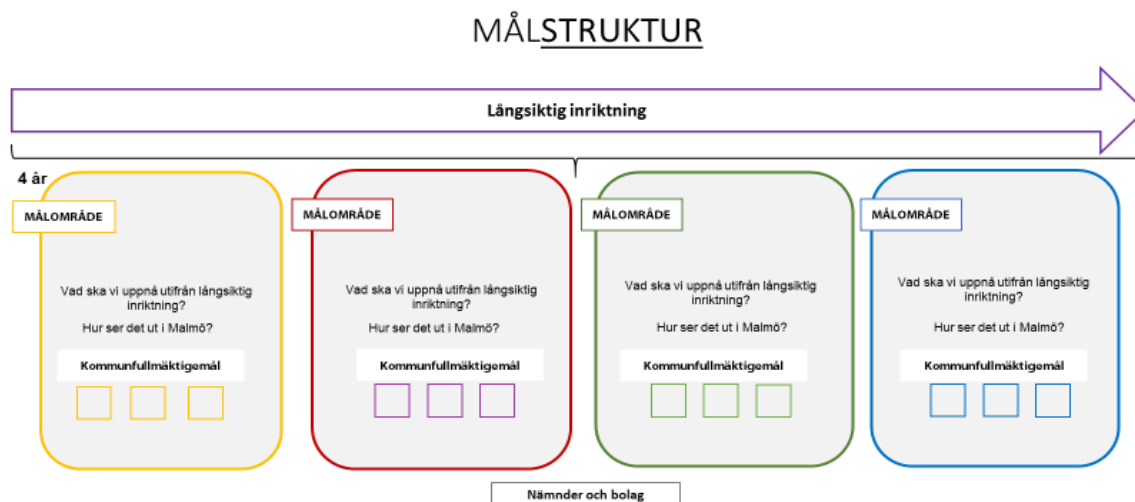 MÅLSTRUKTUR
Långsiktig inriktning
4 år
MÅLOMRÅDE
Vad ska vi uppnå utifrån långsiktig
inriktning?
Hur ser det ut i Malmö?
Kommunfullmäktigemål
MÅLOMRÅDE
Vad ska vi uppnå utifrån långsiktig
inriktning?
Hur ser det ut i Malmö?
Kommunfullmäktigemål
MÅLOMRÅDE
Vad ska vi uppnå utifrån långsiktig
inriktning?
Hur ser det ut i Malmö?
Kommunfullmäktigemål
MÅLOMRÅDE
Vad ska vi uppnå utifrån långsiktig
inriktning?
Hur ser det ut i Malmö?
Kommunfullmäktigemål
Nämnder och bolag